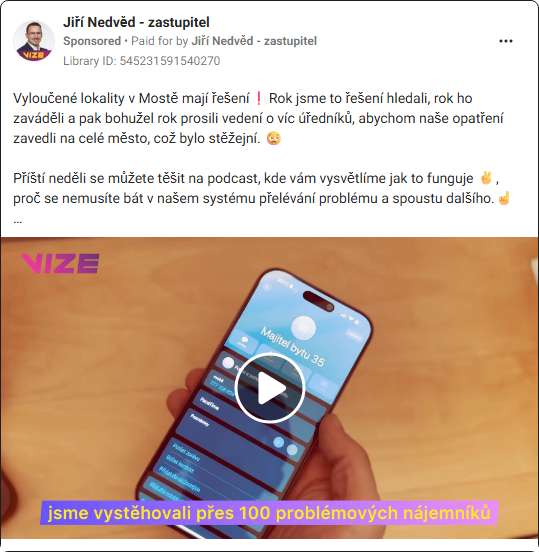 Jiří Nedvěd - zastupitel
Sponsored • Paid for by Jiří Nedvěd - zastupitel
Library ID: 545231591540270
VIZE
Vyloučené lokality v Mostě mají řešení❗ Rok jsme to řešení hledali, rok ho
zaváděli a pak bohužel rok prosili vedení o víc úředníků, abychom naše opatření
zavedli na celé město, což bylo stěžejní. 🥴
Příští neděli se můžete těšit na podcast, kde vám vysvětlíme jak to funguje ✌️,
proč se nemusíte bát v našem systému přelévání problému a spoustu dalšího. ☝️
...
VIZE
Majitel bytu 35
FaceTime
Poznámky
jsme vystěhovali přes 100 problémových nájemníků